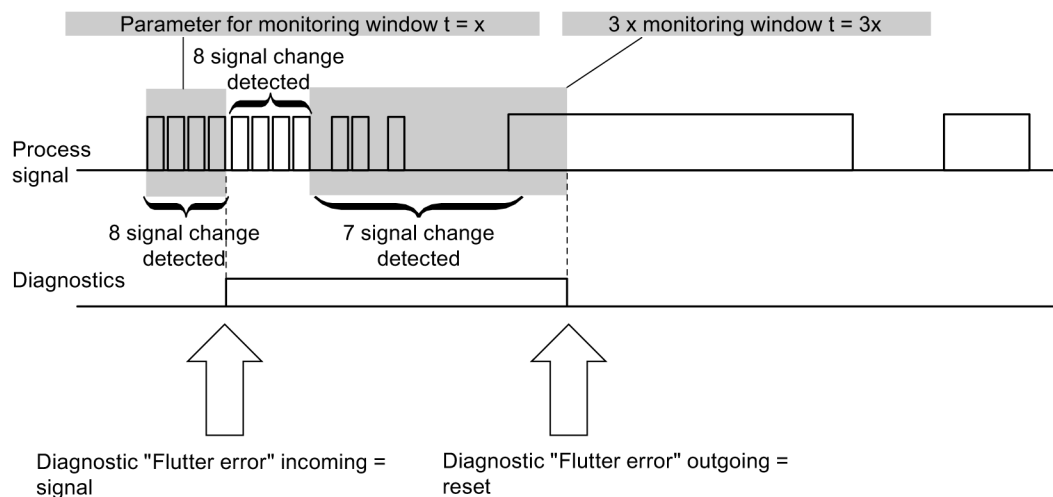 Parameter for monitoring window t = x
3 x monitoring window t = 3x
8 signal change
detected
Process
signal
8 signal change
detected
7 signal change
detected
Diagnostics
Diagnostic "Flutter error" incoming =
signal
Diagnostic "Flutter error" outgoing =
reset